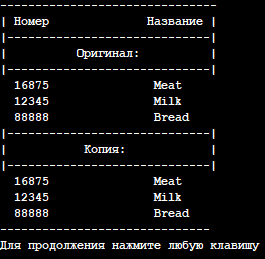 ------------------------------
| Номер              Название |
|-----------------------------|
|          Оригинал:          |
|-----------------------------|
  16875               Meat
  12345               Milk
  88888               Bread
|-----------------------------|
|           Копия:            |
|-----------------------------|
  16875               Meat
  12345               Milk
  88888               Bread
------------------------------
Для продолжения нажмите любую клавишу